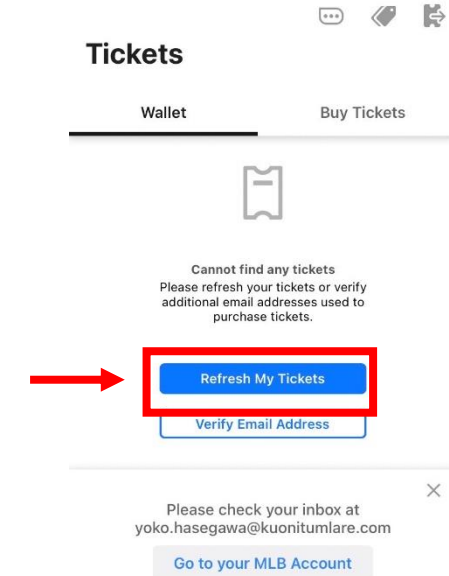 Tickets
Wallet
Buy Tickets
Cannot find any tickets
Please refresh your tickets or verify
additional email addresses used to
purchase tickets.
Refresh My Tickets
Verify Email Address
Please check your inbox at
yoko.hasegawa@kuonitumlare.com
Go to your MLB Account